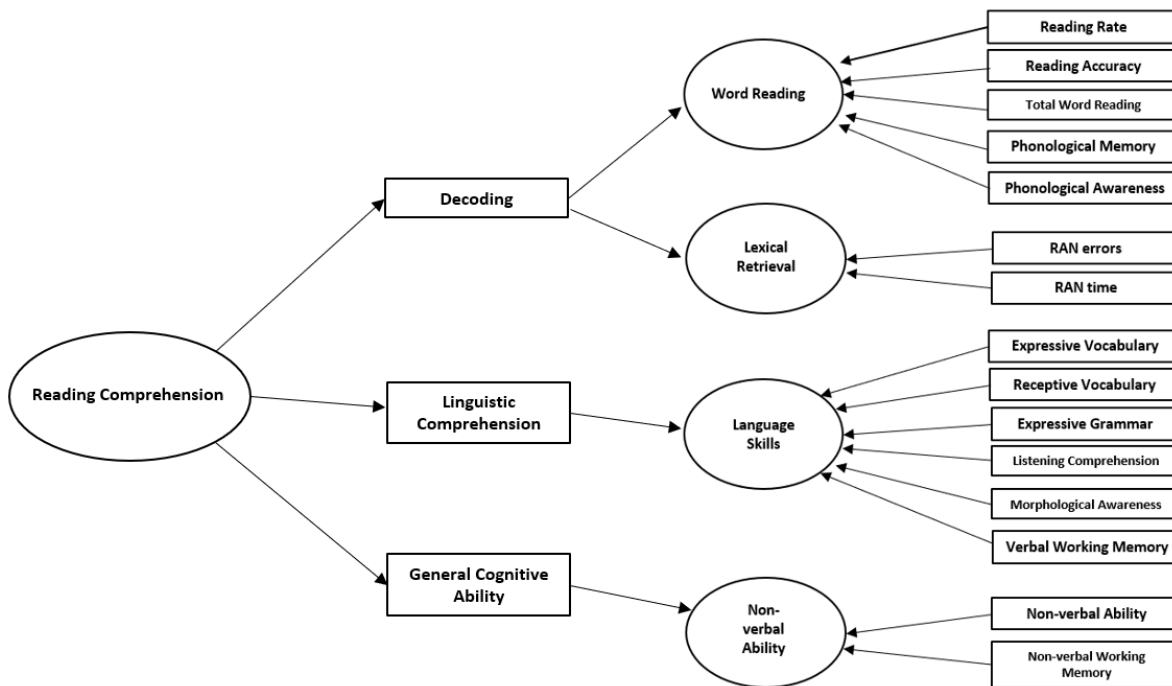 Reading Comprehension
Decoding
Linguistic
Comprehension
General Cognitive
Ability
Word Reading
Lexical
Retrieval
Language
Skills
Non-
verbal
Ability
Reading Rate
Reading Accuracy
Total Word Reading
Phonological Memory
Phonological Awareness
RAN errors
RAN time
Expressive Vocabulary
Receptive Vocabulary
Expressive Grammar
Listening Comprehension
Morphological Awareness
Verbal Working Memory
Non-verbal Ability
Non-verbal Working
Memory